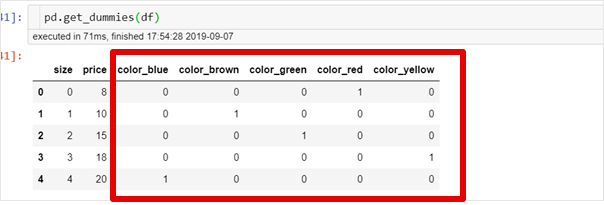 41]: pd.get_dummies(df)
executed in 71ms, finished 17:54:28 2019-09-07
41]:
size price color_blue color_brown color_green color_red color_yellow
0 0 8 0 0 0 1 0
1 1 10 0 1 0 0 0
2 2 15 0 0 1 0 0
3 3 18 0 0 0 0 1
4 4 20 1 0 0 0 0